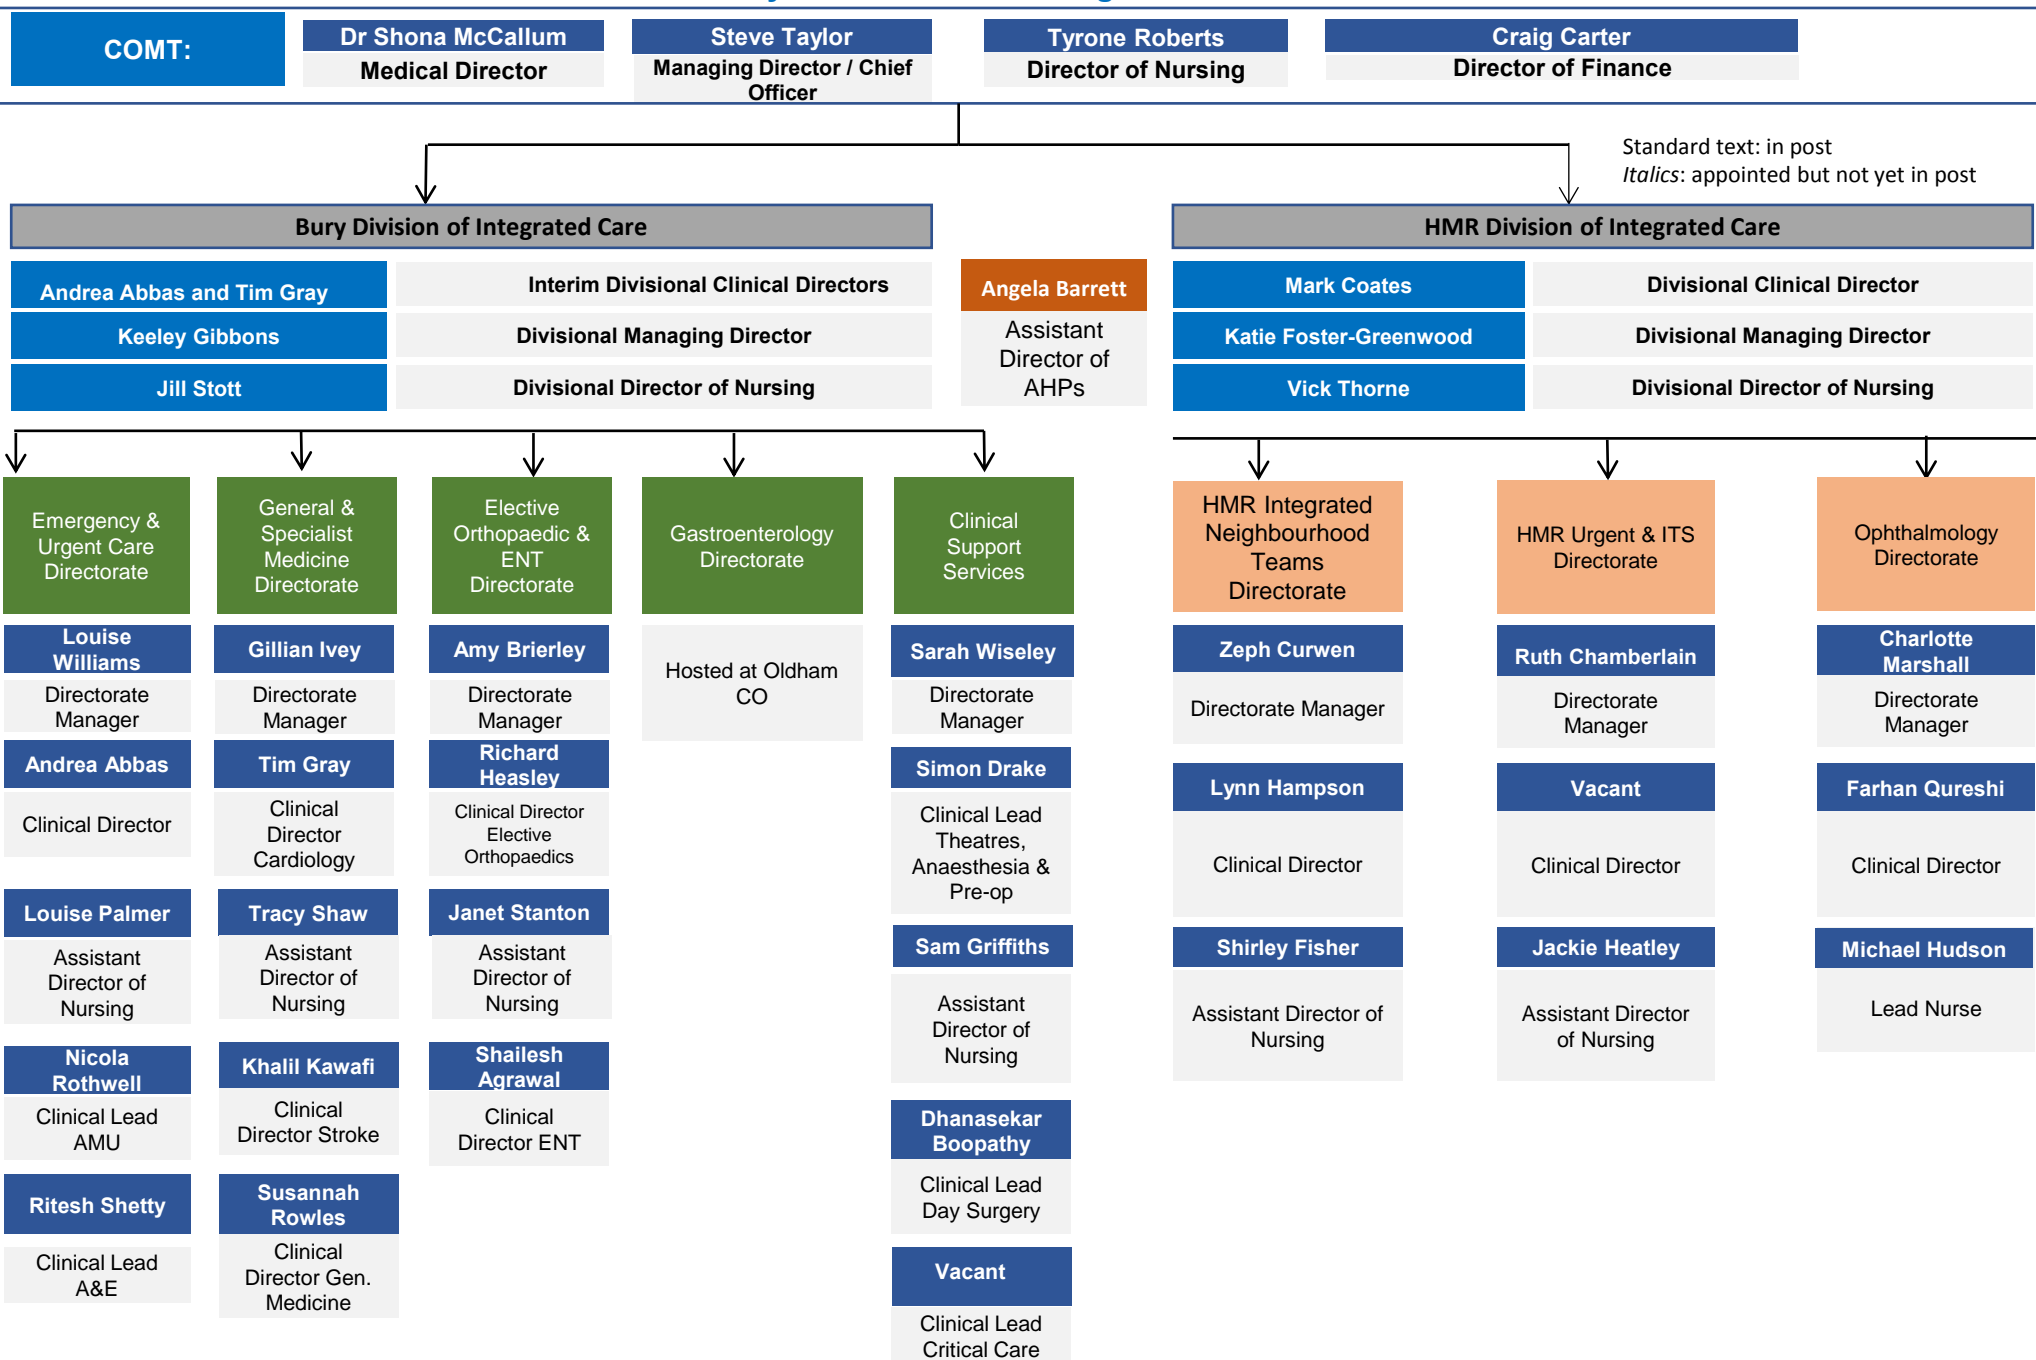 COMT:
Dr Shona McCallum
Medical Director
Steve Taylor
Managing Director / Chief
Officer
Tyrone Roberts
Director of Nursing
Craig Carter
Director of Finance
Standard text: in post
Italics: appointed but not yet in post
Bury Division of Integrated Care
Andrea Abbas and Tim Gray
Interim Divisional Clinical Directors
Keeley Gibbons
Divisional Managing Director
Jill Stott
Divisional Director of Nursing
Angela Barrett
Assistant
Director of
AHPs
HMR Division of Integrated Care
Mark Coates
Divisional Clinical Director
Katie Foster-Greenwood
Divisional Managing Director
Vick Thorne
Divisional Director of Nursing
Emergency &
Urgent Care
Directorate
Louise
Williams
Directorate
Manager
Andrea Abbas
Clinical Director
Louise Palmer
Assistant
Director of
Nursing
Nicola
Rothwell
Clinical Lead
AMU
Ritesh Shetty
Clinical Lead
A&E
General &
Specialist
Medicine
Directorate
Gillian Ivey
Directorate
Manager
Tim Gray
Clinical
Director
Cardiology
Tracy Shaw
Assistant
Director of
Nursing
Khalil Kawafi
Clinical
Director Stroke
Susannah
Rowles
Clinical
Director Gen.
Medicine
Elective
Orthopaedic &
ENT
Directorate
Amy Brierley
Directorate
Manager
Richard
Heasley
Clinical Director
Elective
Orthopaedics
Janet Stanton
Assistant
Director of
Nursing
Shailesh
Agrawal
Clinical
Director ENT
Gastroenterology
Directorate
Hosted at Oldham
CO
Clinical
Support
Services
Sarah Wiseley
Directorate
Manager
Simon Drake
Clinical Lead
Theatres,
Anaesthesia &
Pre-op
Sam Griffiths
Assistant
Director of
Nursing
Dhanasekar
Boopathy
Clinical Lead
Day Surgery
Vacant
Clinical Lead
Critical Care
HMR Integrated
Neighbourhood
Teams
Directorate
Zeph Curwen
Directorate Manager
Lynn Hampson
Clinical Director
Shirley Fisher
Assistant Director of
Nursing
HMR Urgent & ITS
Directorate
Ruth Chamberlain
Directorate
Manager
Vacant
Clinical Director
Jackie Heatley
Assistant Director
of Nursing
Ophthalmology
Directorate
Charlotte
Marshall
Directorate
Manager
Farhan Qureshi
Clinical Director
Michael Hudson
Lead Nurse